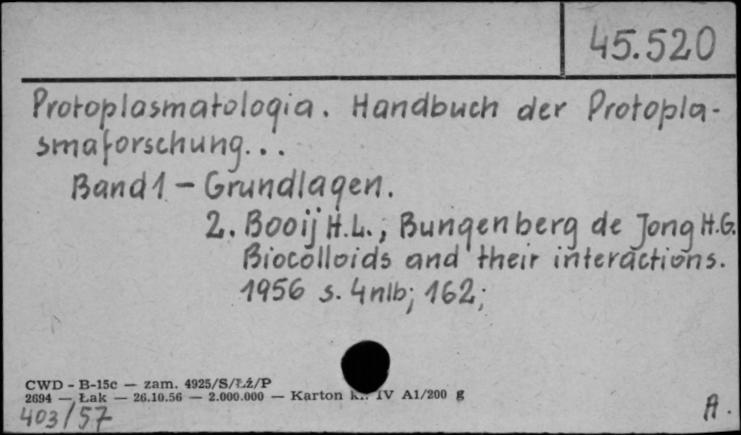 45.520
Protoplasmatologia. Handbuch der Protopla-
smaforschung...
Band 1 - Grundlagen.
2. Booij H.L., Bungenberg de Jong H.G.
Biocolloids and their interactions.
1956 s. 4nlb; 162;
CWD - B-15c — zam. 4925/S/Łż/P
2694 — Łak — 26.10.56 — 2.000.000 — Karton IV A1/200 g
403/57
A.